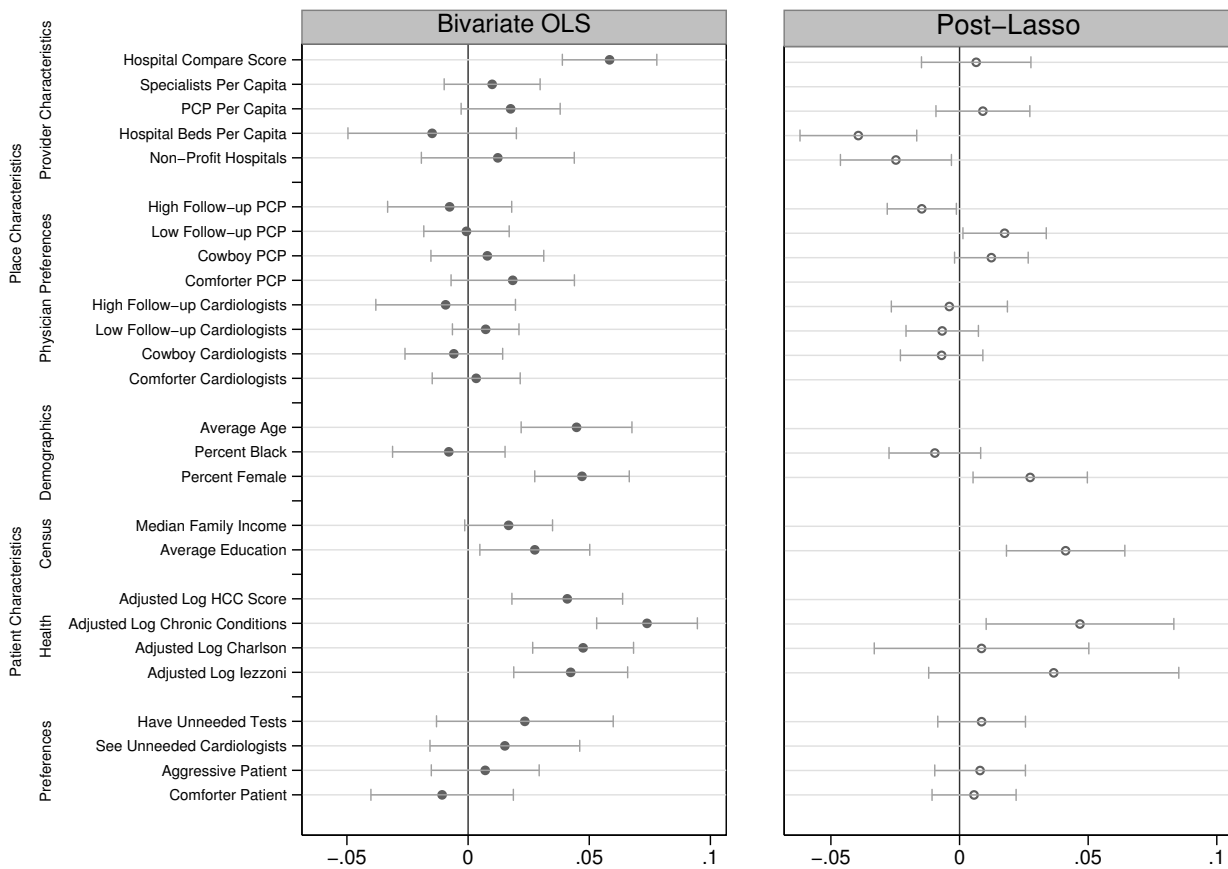 Bivariate OLS
Post−Lasso
Place Characteristics
Provider Characteristics
Hospital Compare Score
Specialists Per Capita
PCP Per Capita
Hospital Beds Per Capita
Non−Profit Hospitals
Physician Preferences
High Follow−up PCP
Low Follow−up PCP
Cowboy PCP
Comforter PCP
High Follow−up Cardiologists
Low Follow−up Cardiologists
Cowboy Cardiologists
Comforter Cardiologists
Patient Characteristics
Demographics
Average Age
Percent Black
Percent Female
Census
Median Family Income
Average Education
Health
Adjusted Log HCC Score
Adjusted Log Chronic Conditions
Adjusted Log Charlson
Adjusted Log Iezzoni
Preferences
Have Unneeded Tests
See Unneeded Cardiologists
Aggressive Patient
Comforter Patient
−.05 0 .05 .1
−.05 0 .05 .1